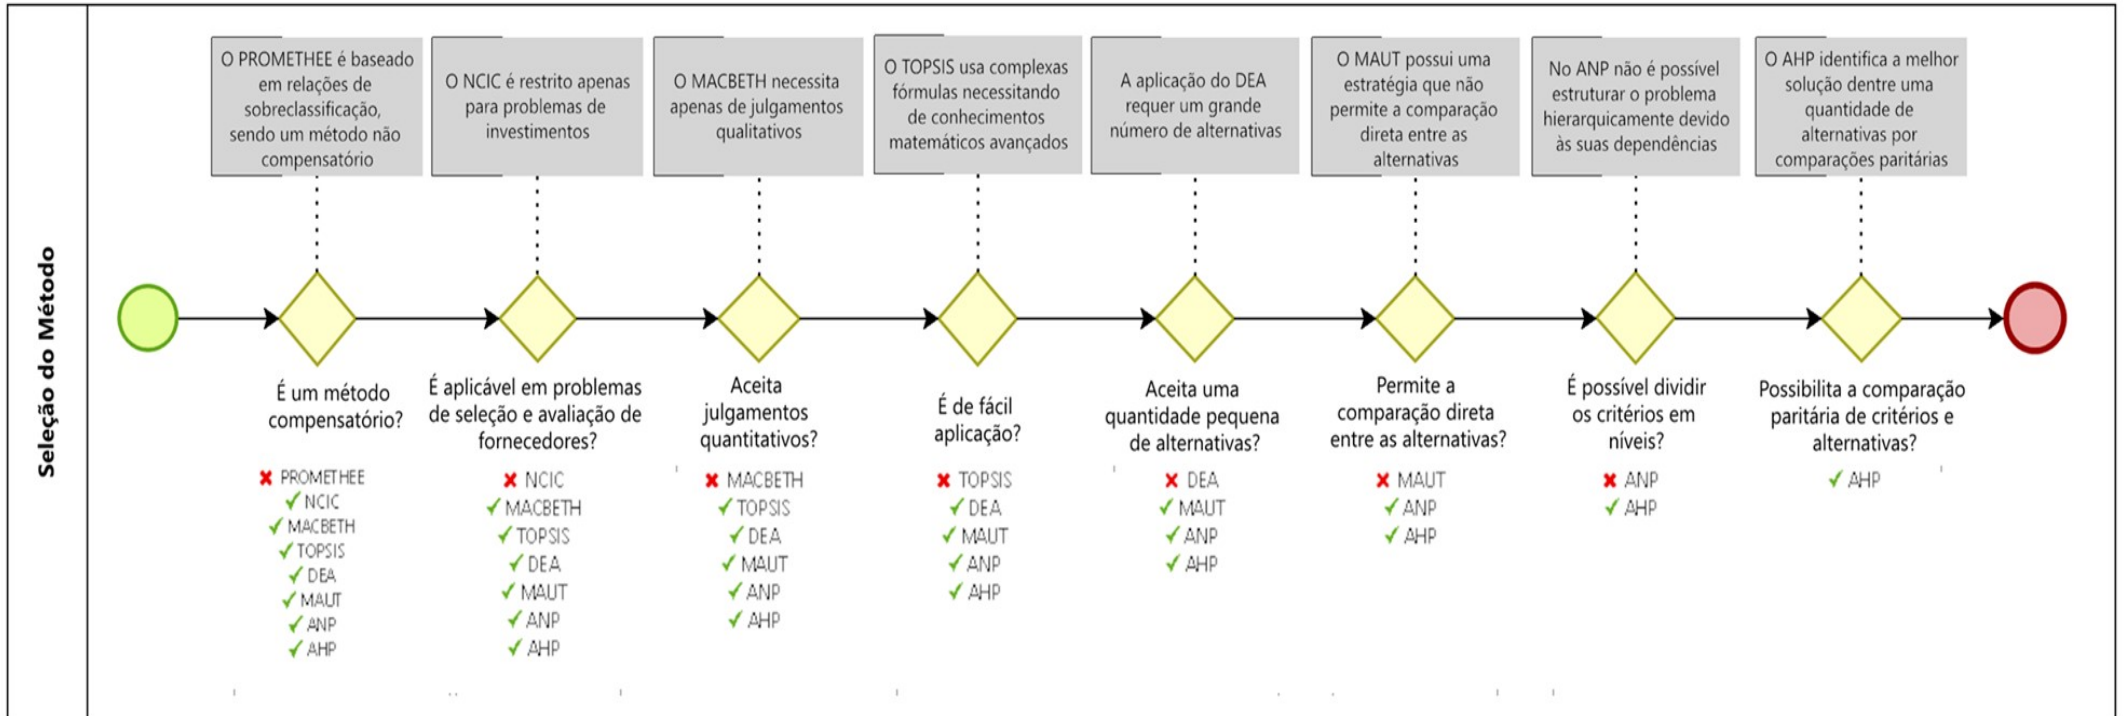 Seleção do Método
O PROMETHEE é baseado
em relações de
sobreclassificação,
sendo um método não
compensatório
O NCIC é restrito apenas
para problemas de
investimentos
O MACBETH necessita
apenas de julgamentos
qualitativos
O TOPSIS usa complexas
fórmulas necessitando
de conhecimentos
matemáticos avançados
A aplicação do DEA
requer um grande
número de alternativas
O MAUT possui uma
estratégia que não
permite a comparação
direta entre as
alternativas
No ANP não é possível
estruturar o problema
hierarquicamente devido
às suas dependências
O AHP identifica a melhor
solução dentre uma
quantidade de
alternativas por
comparações paritárias
É um método
compensatório?
✖ PROMETHEE
✓ NCIC
✓ MACBETH
✓ TOPSIS
✓ DEA
✓ MAUT
✓ ANP
✓ AHP
É aplicável em problemas
de seleção e avaliação de
fornecedores?
✖ NCIC
✓ MACBETH
✓ TOPSIS
✓ DEA
✓ MAUT
✓ ANP
✓ AHP
Aceita
julgamentos
quantitativos?
✖ MACBETH
✓ TOPSIS
✓ DEA
✓ MAUT
✓ ANP
✓ AHP
É de fácil
aplicação?
✖ TOPSIS
✓ DEA
✓ MAUT
✓ ANP
✓ AHP
Aceita uma
quantidade pequena
de alternativas?
✖ DEA
✓ MAUT
✓ ANP
✓ AHP
Permite a
comparação direta
entre as alternativas?
✖ MAUT
✓ ANP
✓ AHP
É possível dividir
os critérios em
níveis?
✖ ANP
✓ AHP
Possibilita a comparação
paritária de critérios e
alternativas?
✓ AHP